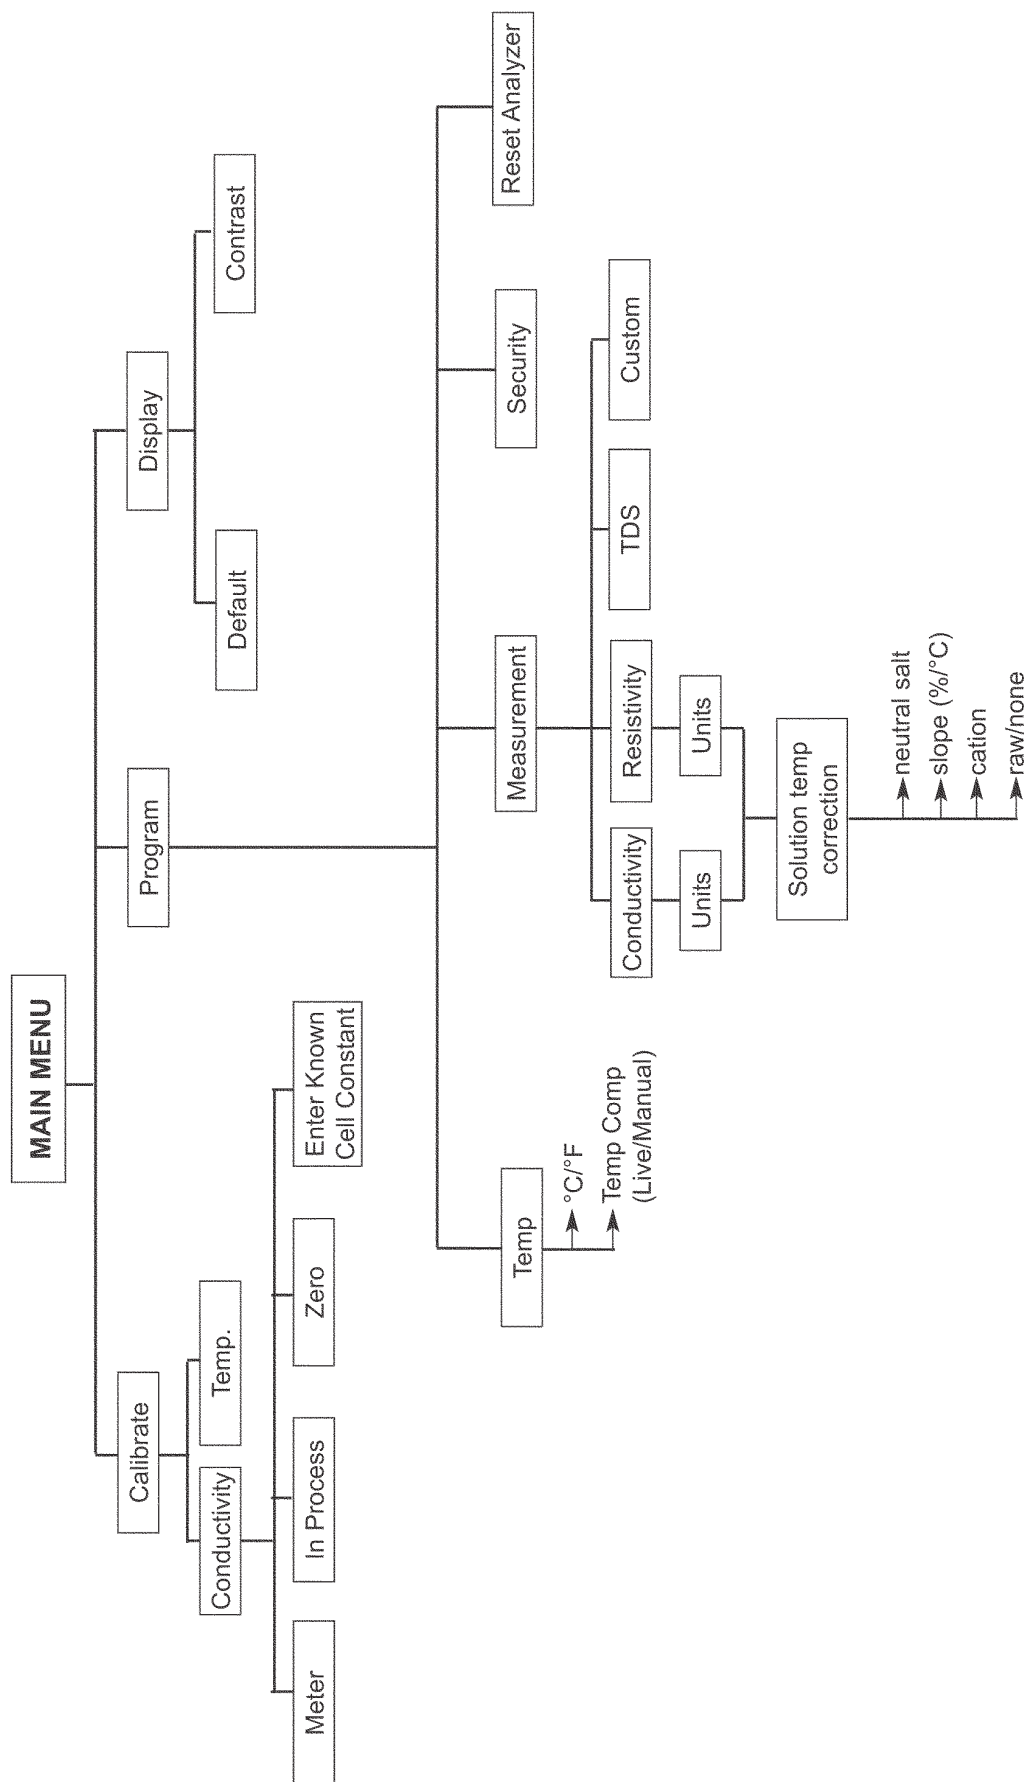 MAIN MENU
Calibrate
Program
Display
Conductivity
Temp.
Default
Contrast
Meter
In Process
Zero
Enter Known
Cell Constant
Temp
Measurement
Security
Reset Analyzer
°C/°F
Temp Comp
(Live/Manual)
Conductivity
Resistivity
TDS
Custom
Units
Units
Solution temp
correction
neutral salt
slope (%/°C)
cation
raw/none